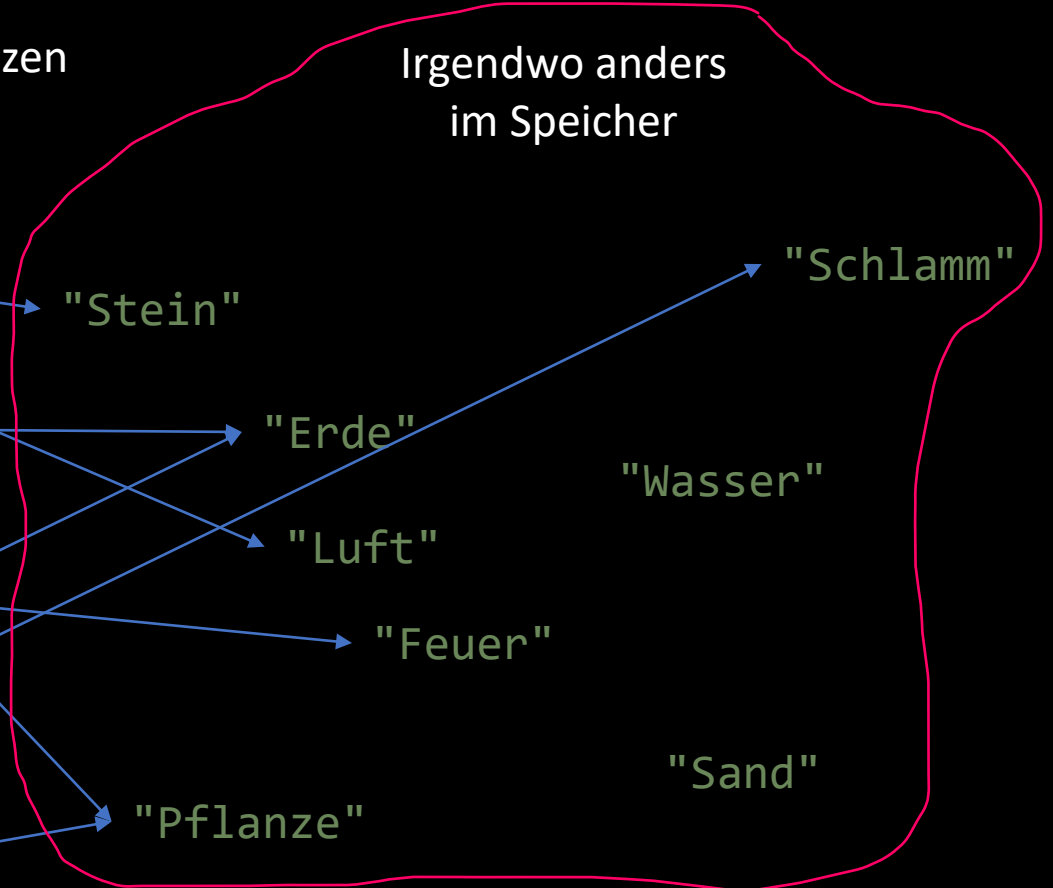 zen
Irgendwo anders
im Speicher
"Schlamm"
"Stein"
"Erde"
"Wasser"
"Luft"
"Feuer"
"Sand"
"Pflanze"